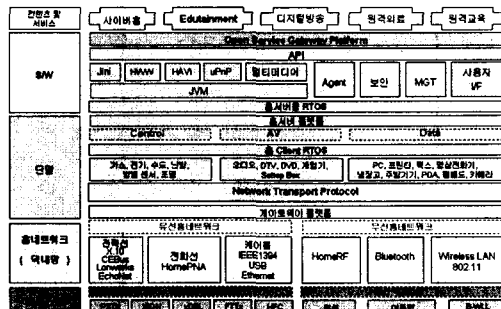 컨텐츠 및
서비스
사이버홈
Edutainment
디지털방송
원격의료
원격교육
S/W
Open Service Gateway Platform
API
Jini
HWW
HAVi
uPnP
멀티미디어
JVM
Agent
보안
MGT
사용자
I/F
홈서버용 RTOS
홈서버 플랫폼
단말
Control
AV
Data
홈 Client RTOS
가스, 전기, 수도, 난방,
방범 센서, 조명
오디오, DTV, DVD, 게임기,
Settop Box
PC, 프린터, 팩스, 영상전화기,
냉장고, 주방기기, PDA, 웹패드, 카메라
Network Transport Protocol
게이트웨이 플랫폼
홈네트워크
( 댁내망 )
유선홈네트워크
무선홈네트워크
전화선
X.10
CEBus
Lonworks
EchoNet
전화선
HomePNA
케이블
IEEE1394
USB
Ethernet
HomeRF
Bluetooth
Wireless LAN
802.11